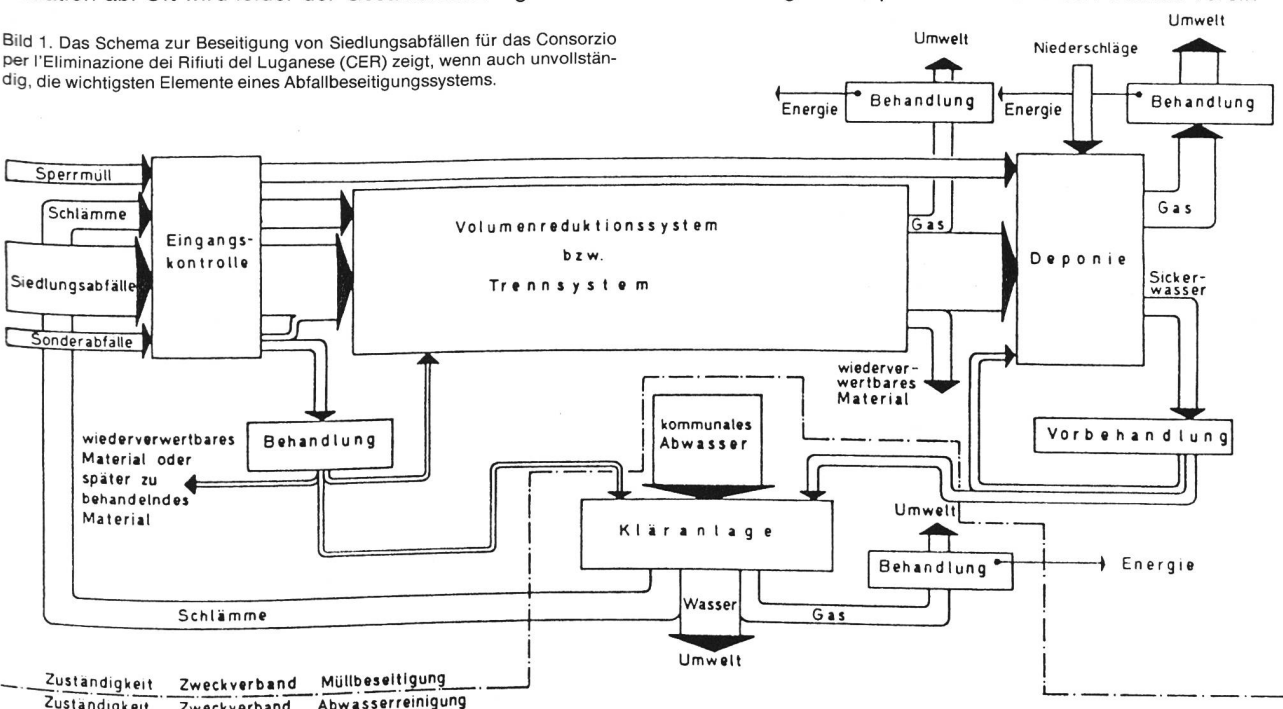 Bild 1. Das Schema zur Beseitigung von Siedlungsabfällen für das Consorzio
per l'Eliminazione dei Rifiuti del Luganese (CER) zeigt, wenn auch unvollstän-
dig, die wichtigsten Elemente eines Abfallbeseitigungssystems.
Umwelt
Umwelt
Niederschläge
Behandlung
Energie
Energie
Behandlung
Sperrmüll
Schlämme
Siedlungsabfälle
Sonderabfälle
Eingangs-
kontrolle
Volumenreduktionssystem
bzw.
Trennsystem
Gas
Deponie
Gas
Sicker-
wasser
wiederver-
wertbares
Material
Vorbehandlung
wiederverwertbares
Material oder
später zu
behandelndes
Material
Behandlung
kommunales
Abwasser
Kläranlage
Umwelt
Behandlung
Energie
Schlämme
Wasser
Gas
Umwelt
Zuständigkeit Zweckverband Müllbeseitigung
Zuständigkeit Zweckverband Abwasserreinigung